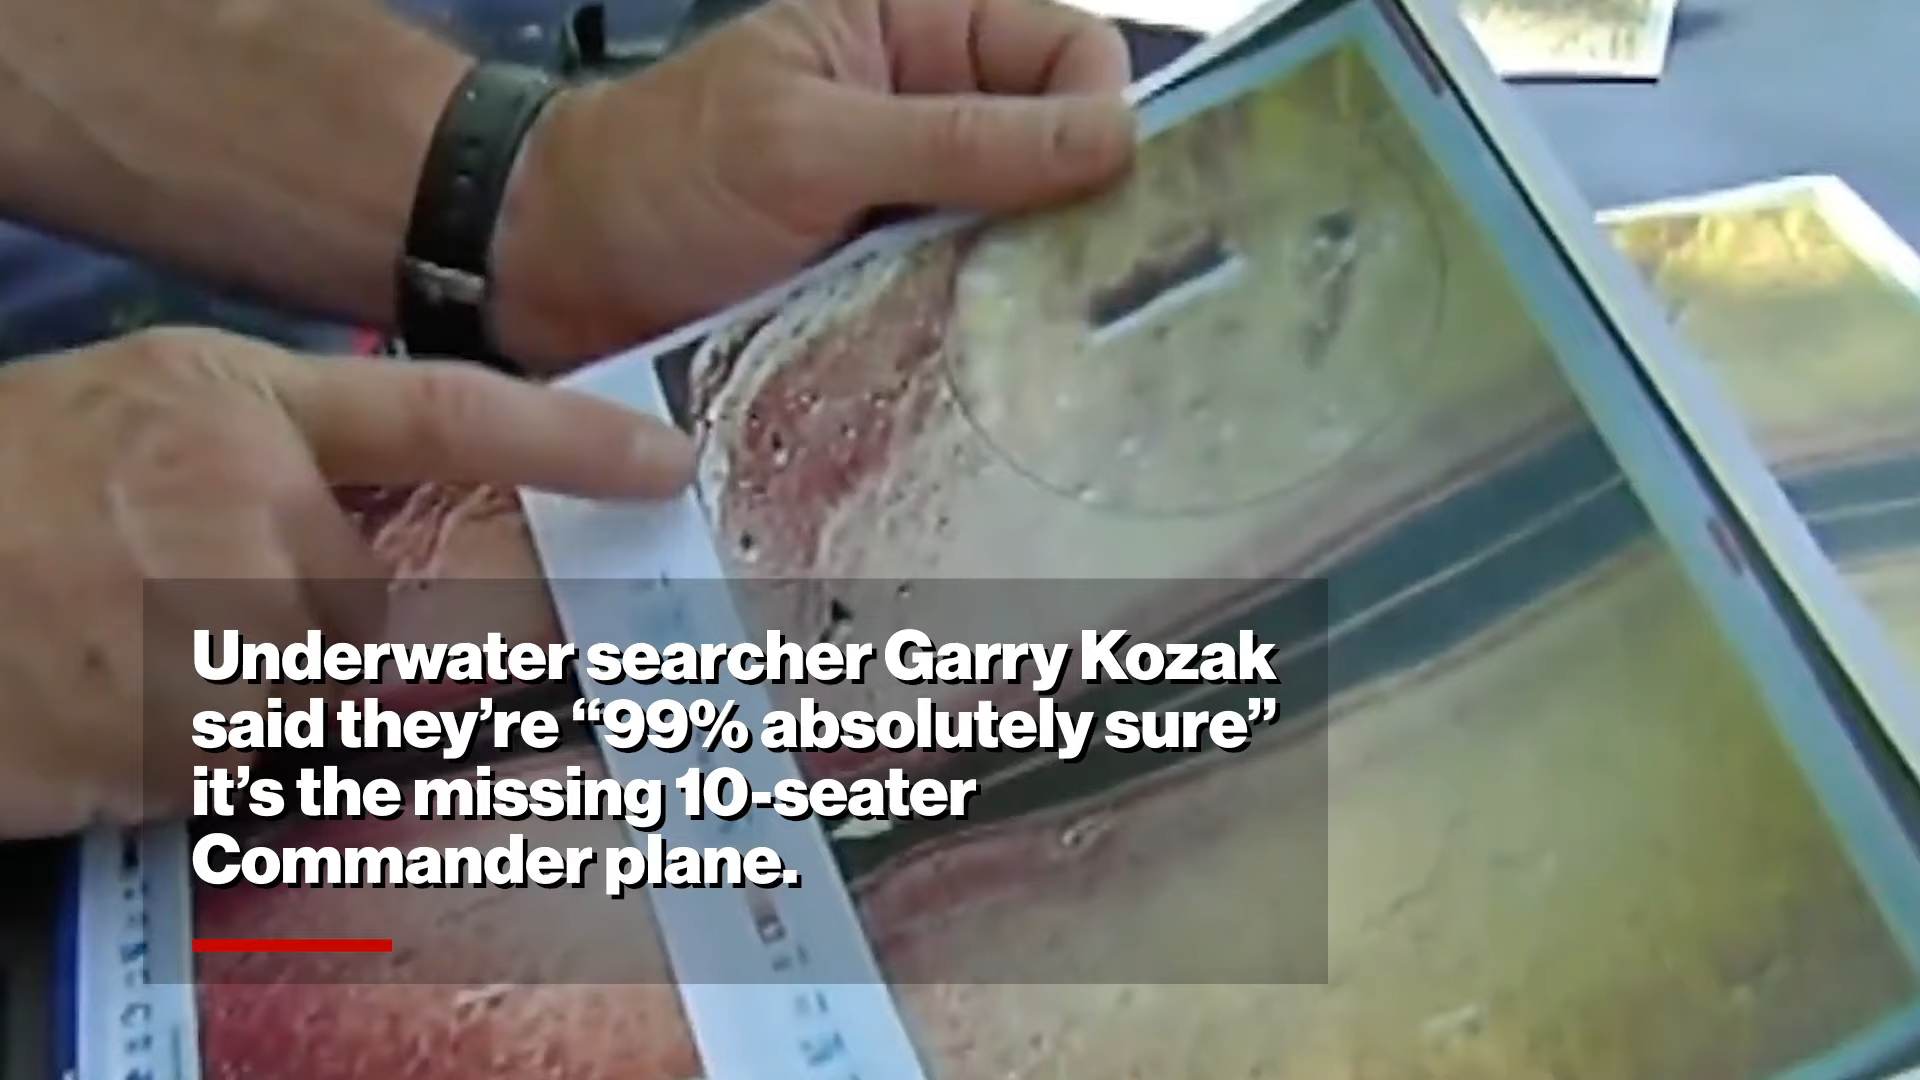 Underwater searcher Garry Kozak
said they’re “99% absolutely sure”
it’s the missing 10-seater
Commander plane.